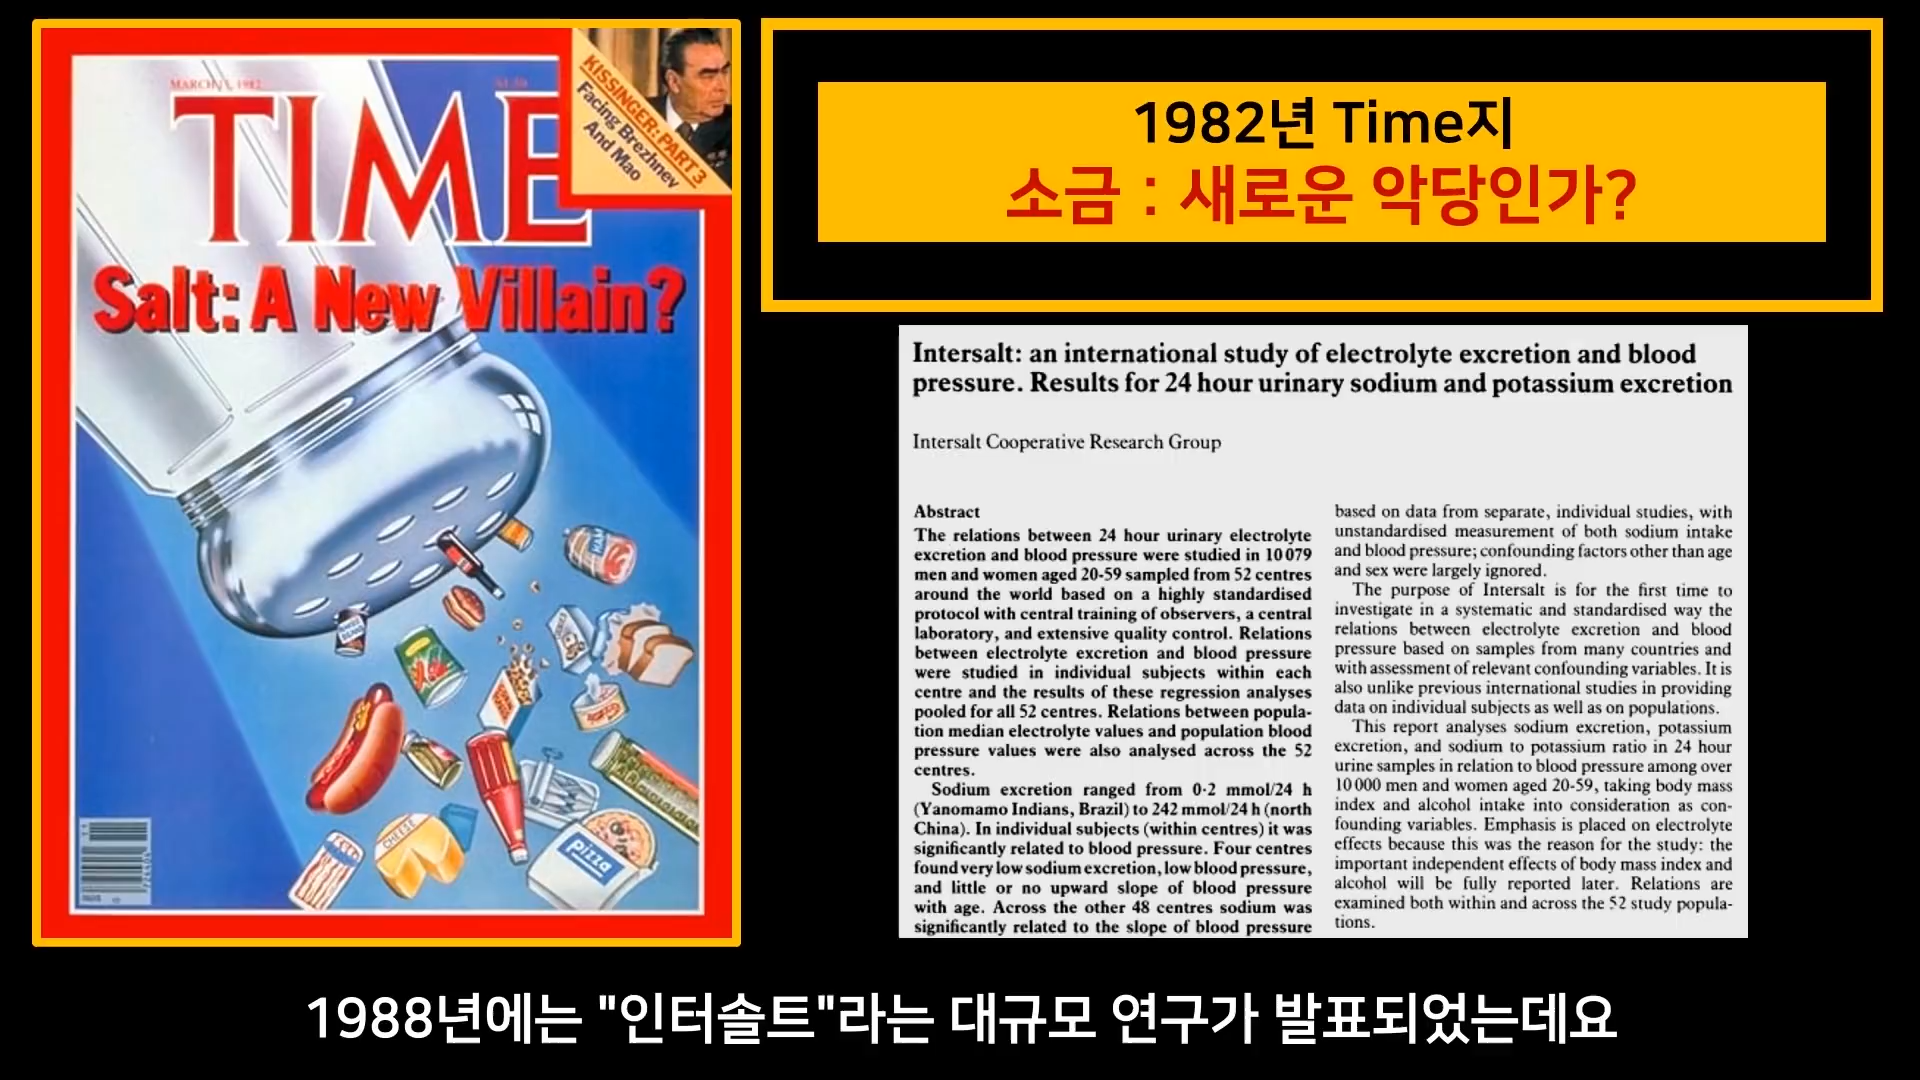 MARCH 15, 1982
TIME
KISSINGER: PART 3
Facing Brezhnev
And Mao
Salt: A New Villain?
HAM
CHEESE
Pizza
1982년 Time지
소금 : 새로운 악당인가?
Intersalt: an international study of electrolyte excretion and blood
pressure. Results for 24 hour urinary sodium and potassium excretion
Intersalt Cooperative Research Group
Abstract
The relations between 24 hour urinary electrolyte
excretion and blood pressure were studied in 10 079
men and women aged 20-59 sampled from 52 centres
around the world based on a highly standardised
protocol with central training of observers, a central
laboratory, and extensive quality control. Relations
between electrolyte excretion and blood pressure
were studied in individual subjects within each
centre and the results of these regression analyses
pooled for all 52 centres. Relations between popula-
tion median electrolyte values and population blood
pressure values were also analysed across the 52
centres.
Sodium excretion ranged from 0·2 mmol/24 h
(Yanomamo Indians, Brazil) to 242 mmol/24 h (north
China). In individual subjects (within centres) it was
significantly related to blood pressure. Four centres
found very low sodium excretion, low blood pressure,
and little or no upward slope of blood pressure
with age. Across the other 48 centres sodium was
significantly related to the slope of blood pressure
based on data from separate, individual studies, with
unstandardised measurement of both sodium intake
and blood pressure; confounding factors other than age
and sex were largely ignored.
The purpose of Intersalt is for the first time to
investigate in a systematic and standardised way the
relations between electrolyte excretion and blood
pressure based on samples from many countries and
with assessment of relevant confounding variables. It is
also unlike previous international studies in providing
data on individual subjects as well as on populations.
This report analyses sodium excretion, potassium
excretion, and sodium to potassium ratio in 24 hour
urine samples in relation to blood pressure among over
10 000 men and women aged 20-59, taking body mass
index and alcohol intake into consideration as con-
founding variables. Emphasis is placed on electrolyte
effects because this was the reason for the study: the
important independent effects of body mass index and
alcohol will be fully reported later. Relations are
examined both within and across the 52 study popula-
tions.
1988년에는 "인터솔트"라는 대규모 연구가 발표되었는데요